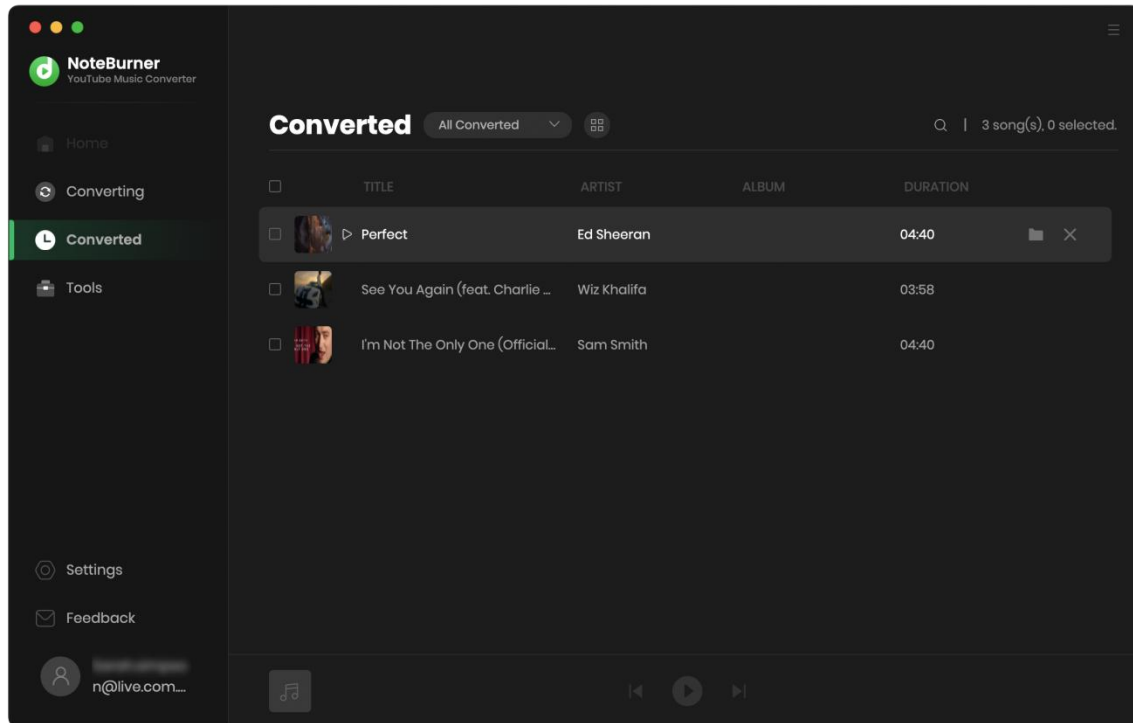 NoteBurner
YouTube Music Converter
Home
Converting
Converted
Tools
Settings
Feedback
n@live.com....
Converted All Converted 3 song(s), 0 selected.
TITLE ARTIST ALBUM DURATION
Perfect Ed Sheeran 04:40
See You Again (feat. Charlie ... Wiz Khalifa 03:58
I'm Not The Only One (Official... Sam Smith 04:40